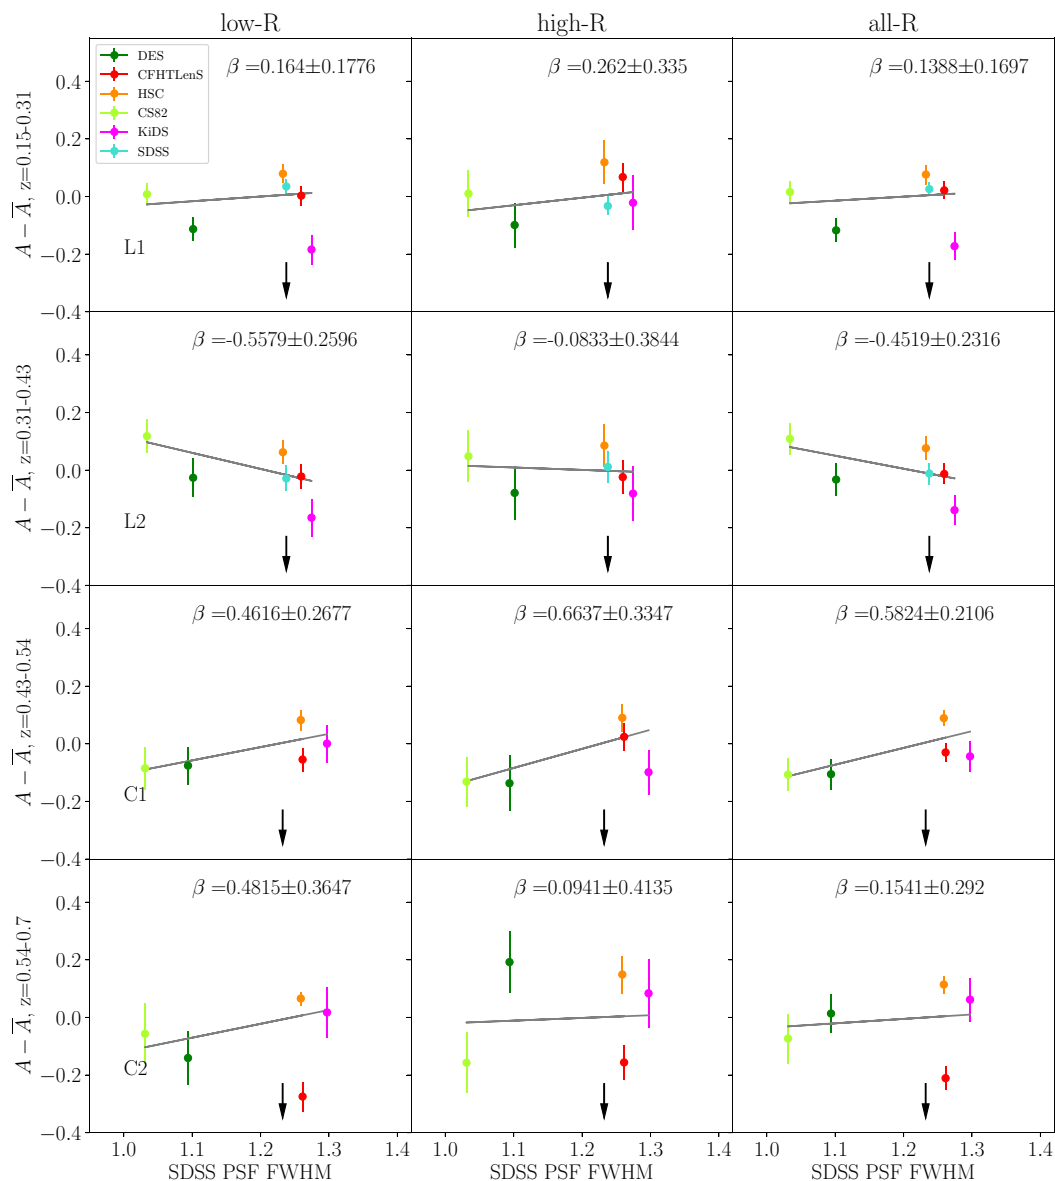 low-R high-R all-R
DES
CFHTLenS
HSC
CS82
KiDS
SDSS
β =0.164±0.1776
β =0.262±0.335
β =0.1388±0.1697
A − A̅, z=0.15-0.31
0.4
0.2
0.0
−0.2
−0.4
L1
β =-0.5579±0.2596
β =-0.0833±0.3844
β =-0.4519±0.2316
A − A̅, z=0.31-0.43
0.4
0.2
0.0
−0.2
−0.4
L2
β =0.4616±0.2677
β =0.6637±0.3347
β =0.5824±0.2106
A − A̅, z=0.43-0.54
0.4
0.2
0.0
−0.2
−0.4
C1
β =0.4815±0.3647
β =0.0941±0.4135
β =0.1541±0.292
A − A̅, z=0.54-0.7
0.4
0.2
0.0
−0.2
−0.4
C2
1.0 1.1 1.2 1.3 1.4 1.0 1.1 1.2 1.3 1.4 1.0 1.1 1.2 1.3 1.4
SDSS PSF FWHM SDSS PSF FWHM SDSS PSF FWHM